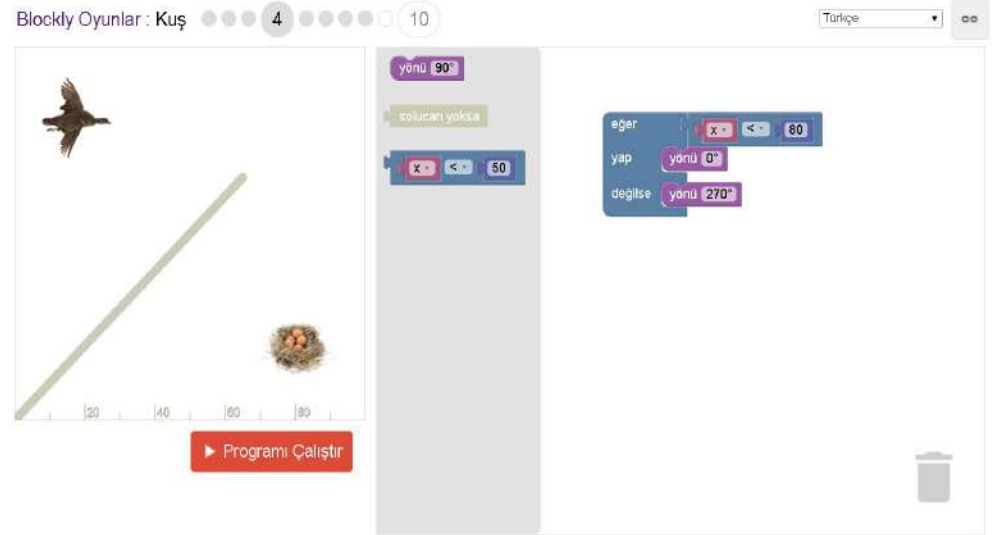 Blockly Oyunlar : Kuş 4 10
Türkçe
yönü 90°
solucan yoksa
x < 50
eğer x < 80
yap yönü 0°
değilse yönü 270°
20 40 60 80
Programı Çalıştır